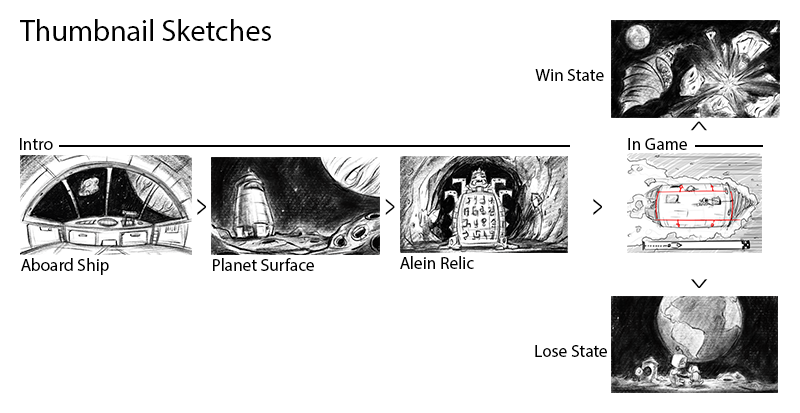 Thumbnail Sketches
Win State
Intro
In Game
Aboard Ship
Planet Surface
Alein Relic
Lose State